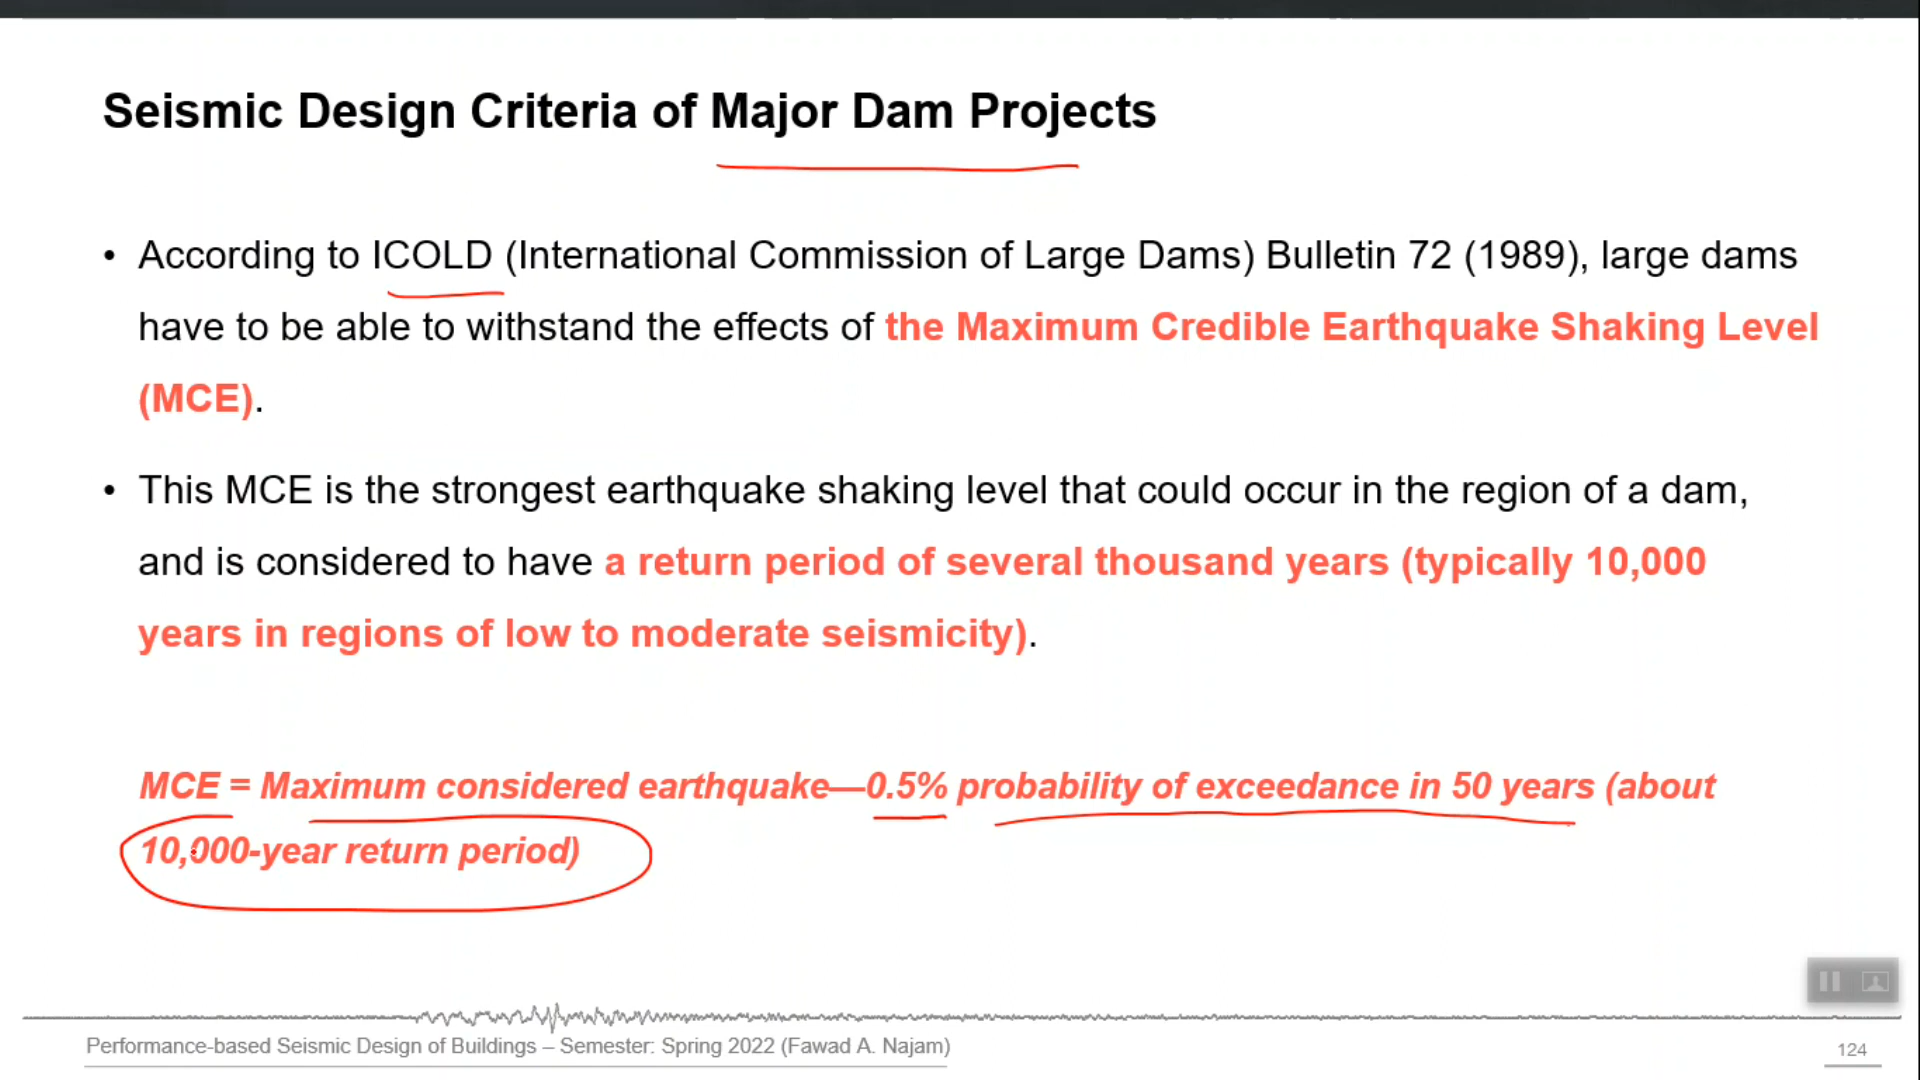 Seismic Design Criteria of Major Dam Projects
• According to ICOLD (International Commission of Large Dams) Bulletin 72 (1989), large dams
have to be able to withstand the effects of the Maximum Credible Earthquake Shaking Level
(MCE).
• This MCE is the strongest earthquake shaking level that could occur in the region of a dam,
and is considered to have a return period of several thousand years (typically 10,000
years in regions of low to moderate seismicity).
MCE = Maximum considered earthquake—0.5% probability of exceedance in 50 years (about
10,000-year return period)
Performance-based Seismic Design of Buildings – Semester: Spring 2022 (Fawad A. Najam)
124